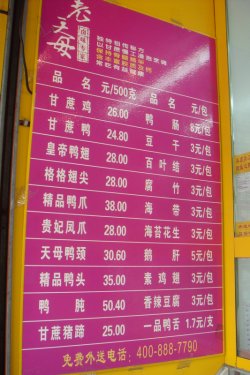 老天母
品 名 元/500克 品 名 元/包
甘蔗鸡 26.00 鸭 肠 8元/包
甘蔗鸭 24.80 豆 干 3元/包
皇帝鸭翅 30.00 百叶结 3元/包
格格翅尖 28.00 腐 竹 3元/包
精品鸭爪 38.00 海 带 3元/包
贵妃凤爪 28.00 海苔花生 3元/包
天母鸭颈 30.60 鹅 肝 5元/包
精品鸭头 35.00 素 鸡 翅 3元/包
鸭 肫 50.40 香辣豆腐 3元/包
甘蔗猪蹄 25.00 一品鸭舌 1.7元/支
免费外送电话：400-888-7790